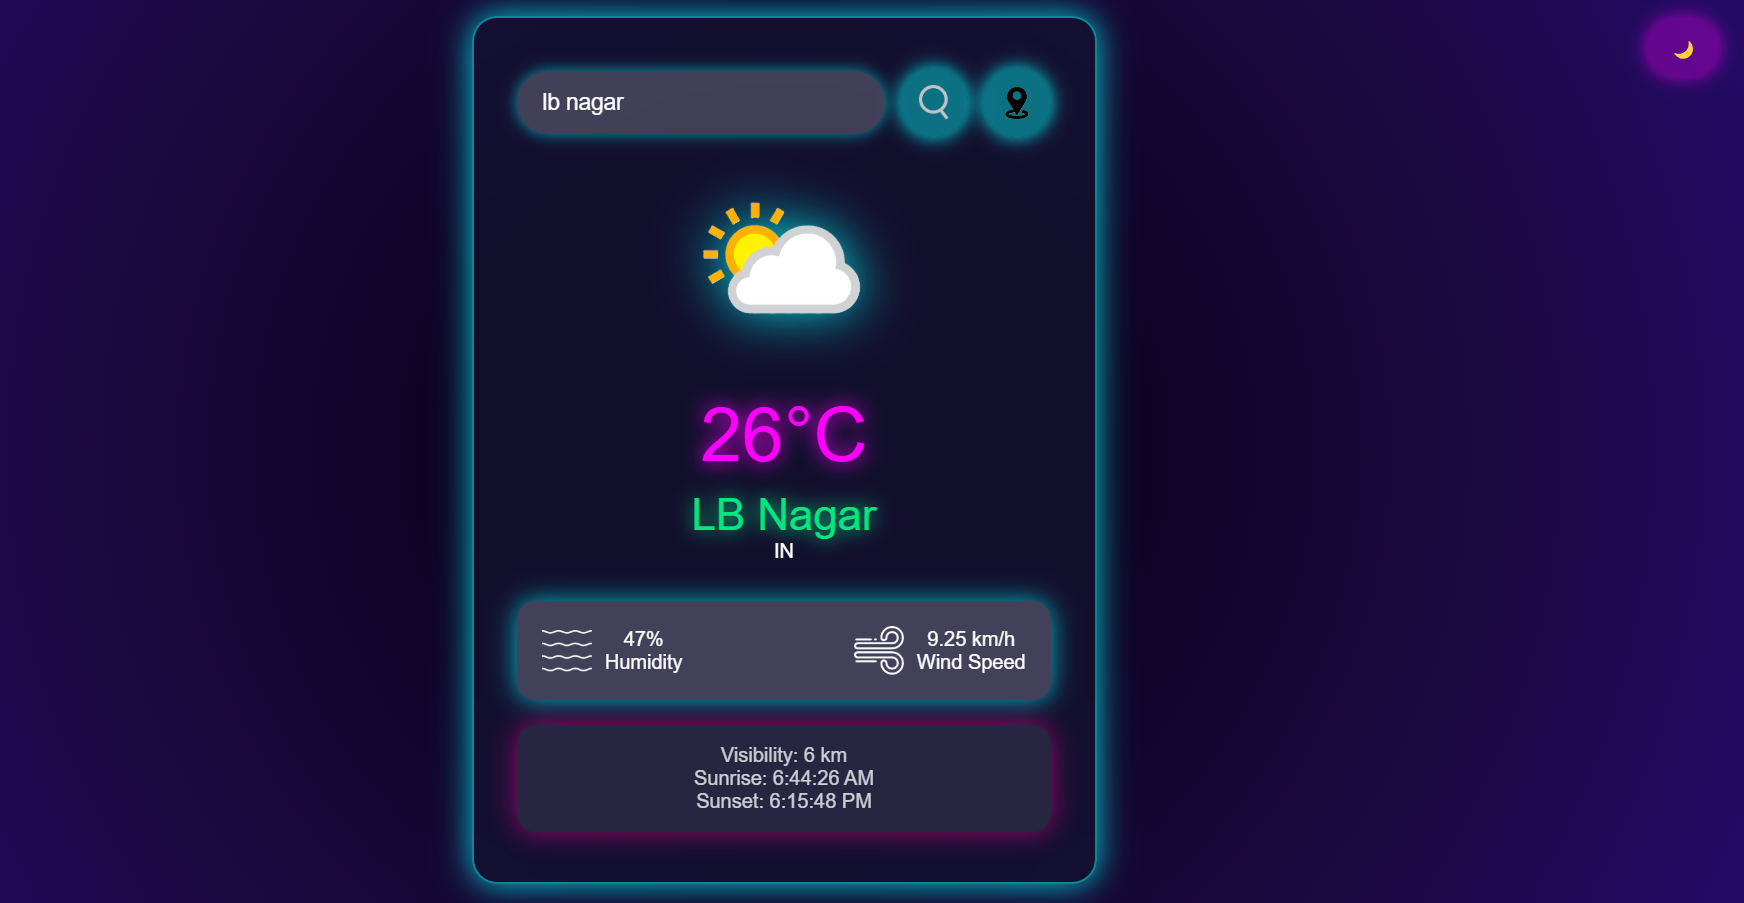 lb nagar
26°C
LB Nagar
IN
47%
Humidity
9.25 km/h
Wind Speed
Visibility: 6 km
Sunrise: 6:44:26 AM
Sunset: 6:15:48 PM